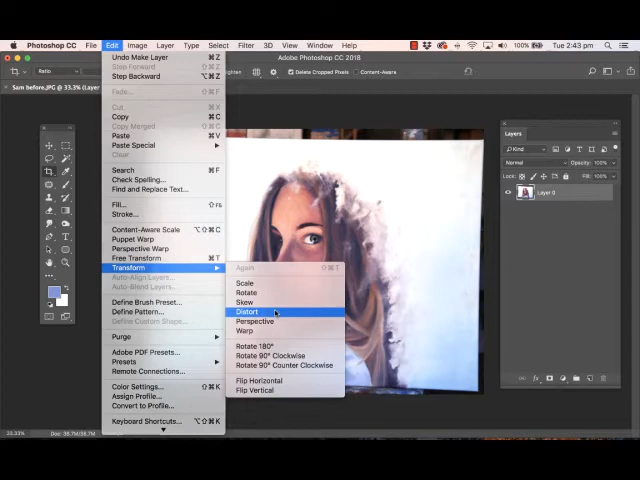 Photoshop CC File Edit Image Layer Type Select Filter 3D View Window Help 100% Tue 2:43 pm
Adobe Photoshop CC 2018
Ratio Delete Cropped Pixels Content-Aware
Sam before.JPG @ 33.3% (Layer
Undo Make Layer ⌘Z
Step Forward ⇧⌘Z
Step Backward ⌥⌘Z
Fade...
Cut ⌘X
Copy ⌘C
Copy Merged
Paste ⌘V
Paste Special
Clear
Search ⌘F
Check Spelling...
Find and Replace Text...
Fill... ⇧F5
Stroke...
Content-Aware Scale ⌥⇧⌘C
Puppet Warp
Perspective Warp
Free Transform ⌘T
Transform
Auto-Align Layers...
Auto-Blend Layers...
Define Brush Preset...
Define Pattern...
Define Custom Shape...
Purge
Adobe PDF Presets...
Presets
Remote Connections...
Color Settings... ⇧⌘K
Assign Profile...
Convert to Profile...
Keyboard Shortcuts... ⌥⇧⌘K
Again ⇧⌘T
Scale
Rotate
Skew
Distort
Perspective
Warp
Rotate 180°
Rotate 90° Clockwise
Rotate 90° Counter Clockwise
Flip Horizontal
Flip Vertical
Layers
Kind
Normal Opacity: 100%
Lock: Fill: 100%
Layer 0
33.33% Doc: 38.7M/38.7M